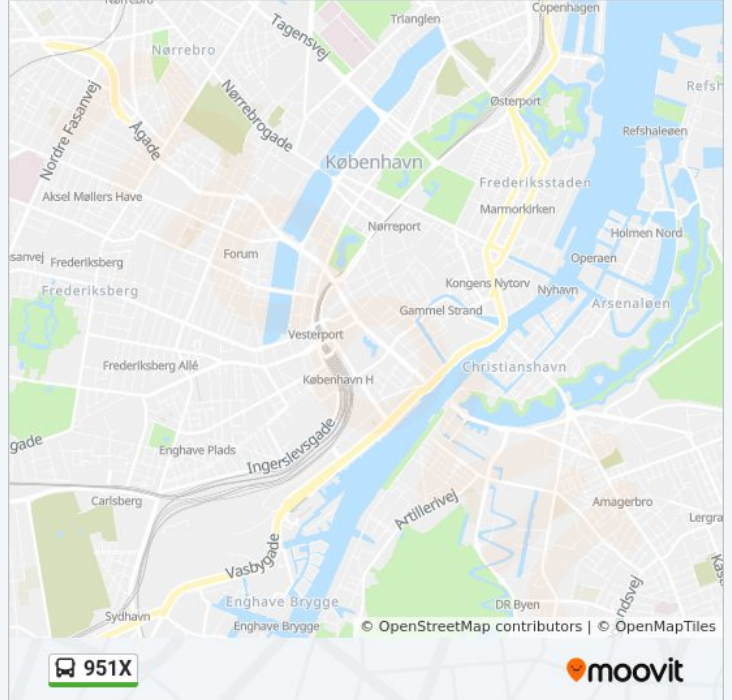 Copenhagen
Trianglen
Tagensvej
Nørrebro
Nordre Fasanvej
Ågade
Nørrebrogade
Østerport
Refshaleøen
København
Frederiksstaden
Aksel Møllers Have
Marmorkirken
Nørreport
Holmen Nord
Forum
Frederiksberg
Operaen
Kongens Nytorv
Nyhavn
Frederiksberg
Arsenaløen
Gammel Strand
Vesterport
Frederiksberg Allé
Christianshavn
København H
Enghave Plads
Ingerslevsgade
Carlsberg
Artillerivej
Amagerbro
Vasbygade
Enghave Brygge
DR Byen
Sydhavn
Enghave Brygge
© OpenStreetMap contributors | © OpenMapTiles
951X
moovit